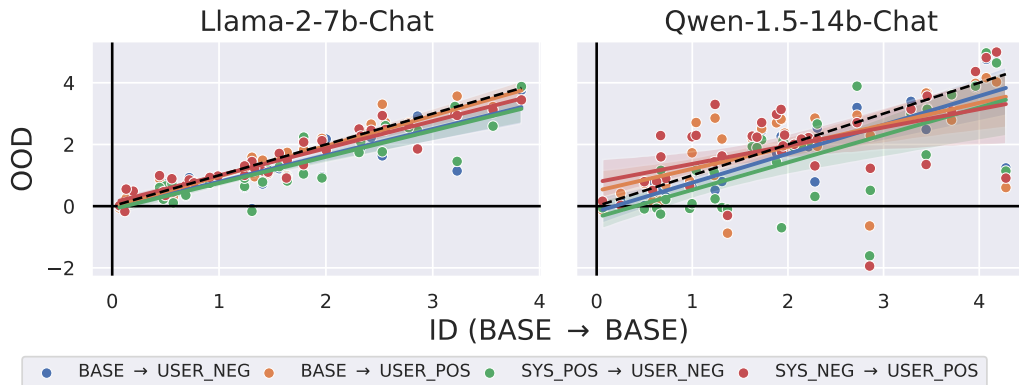 Llama-2-7b-Chat
Qwen-1.5-14b-Chat
OOD
4
2
0
−2
0 1 2 3 4
0 1 2 3 4
ID (BASE → BASE)
BASE → USER_NEG
BASE → USER_POS
SYS_POS → USER_NEG
SYS_NEG → USER_POS